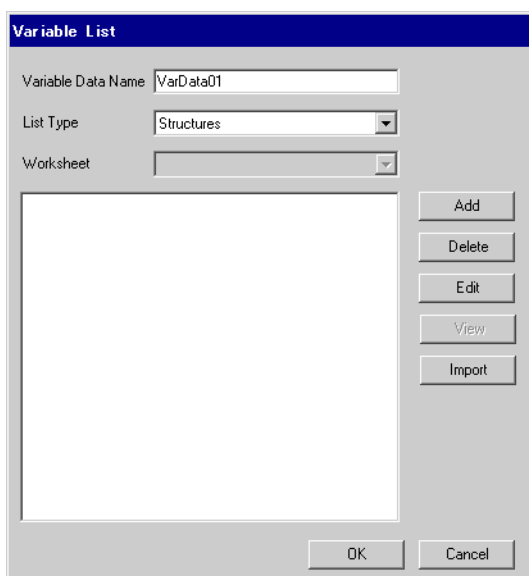 Variable List
Variable Data Name VarData01
List Type Structures
Worksheet
Add
Delete
Edit
View
Import
OK Cancel